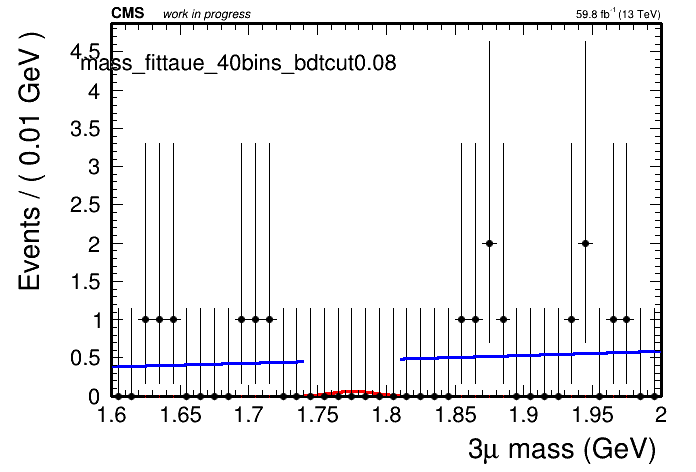 CMS work in progress 59.8 fb⁻¹ (13 TeV)
mass_fittaue_40bins_bdtcut0.08
Events / ( 0.01 GeV )
4.5
4
3.5
3
2.5
2
1.5
1
0.5
0
1.6 1.65 1.7 1.75 1.8 1.85 1.9 1.95 2
3μ mass (GeV)